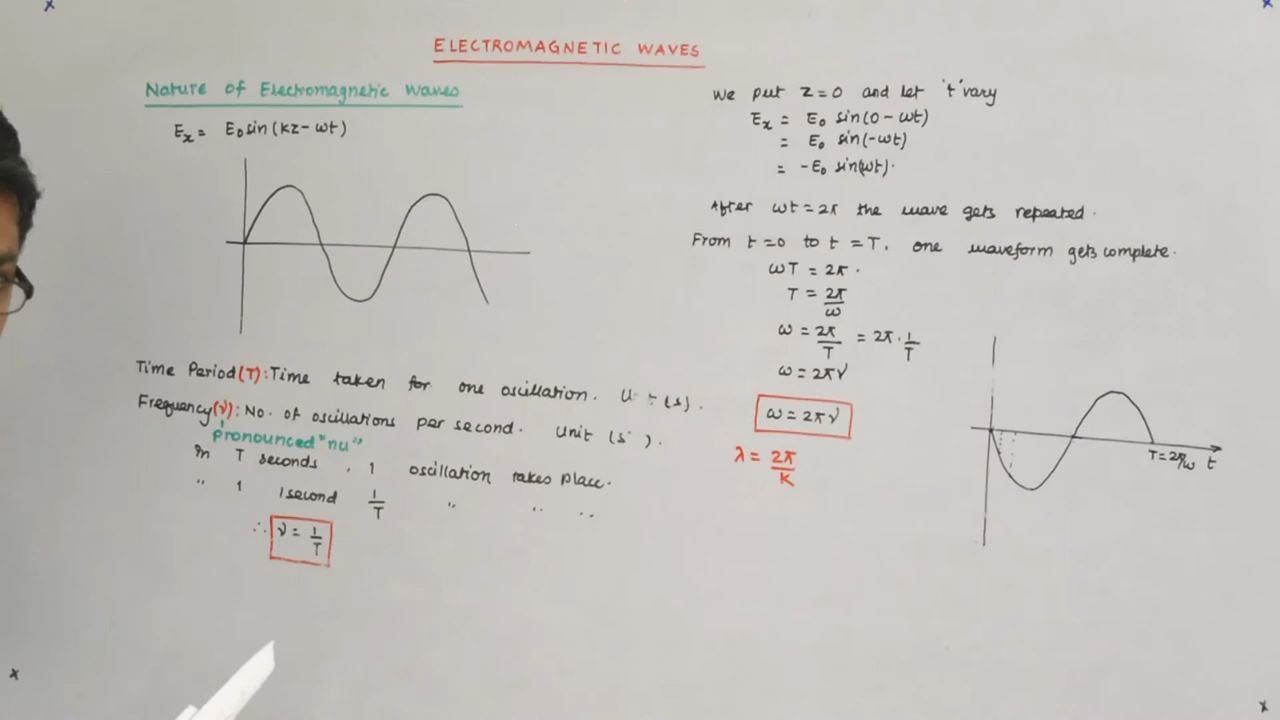 ELECTROMAGNETIC WAVES
Nature of Electromagnetic Waves
Eₓ = E₀ sin(kz - ωt)
Time Period(T): Time taken for one oscillation. (s).
Frequency(ν): No. of oscillations per second. Unit (s ).
pronounced "nu"
In T seconds, 1 oscillation takes place.
" 1 1second 1/T " " "
∴ ν = 1/T
We put z=0 and let 't' vary
Eₓ = E₀ sin(0 - ωt)
= E₀ sin(-ωt)
= -E₀ sin(ωt).
After ωt = 2π the wave gets repeated.
From t=0 to t=T, one waveform gets complete.
ωT = 2π.
T = 2π/ω
ω = 2π/T = 2π.1/T
ω = 2πν
ω = 2πν
λ = 2π/K
T=2π/ω t